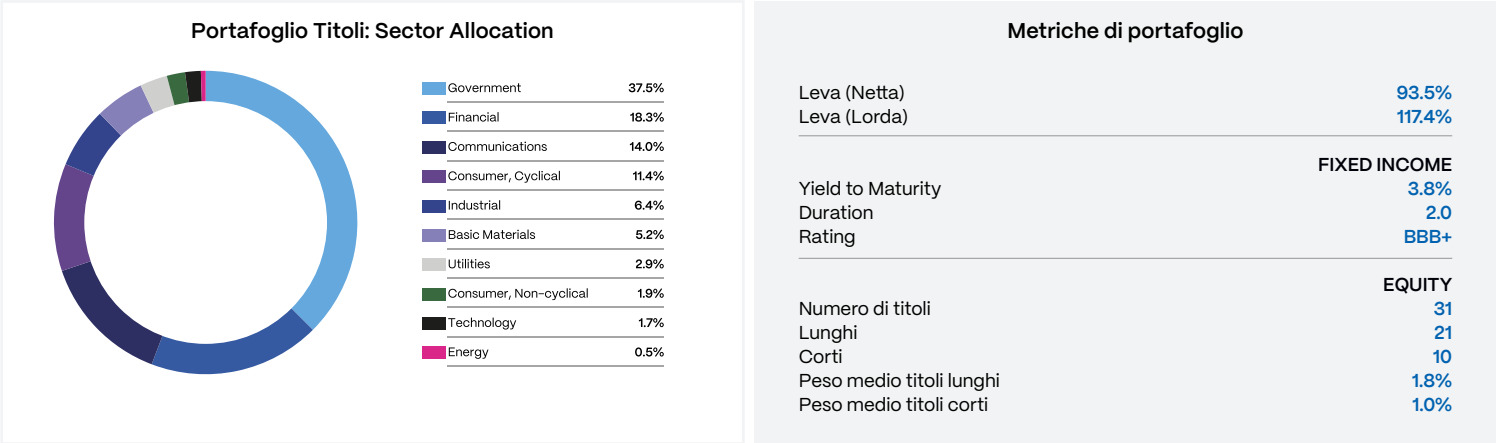 Portafoglio Titoli: Sector Allocation
Government 37.5%
Financial 18.3%
Communications 14.0%
Consumer, Cyclical 11.4%
Industrial 6.4%
Basic Materials 5.2%
Utilities 2.9%
Consumer, Non-cyclical 1.9%
Technology 1.7%
Energy 0.5%
Metriche di portafoglio
Leva (Netta) 93.5%
Leva (Lorda) 117.4%
FIXED INCOME
Yield to Maturity 3.8%
Duration 2.0
Rating BBB+
EQUITY
Numero di titoli 31
Lunghi 21
Corti 10
Peso medio titoli lunghi 1.8%
Peso medio titoli corti 1.0%